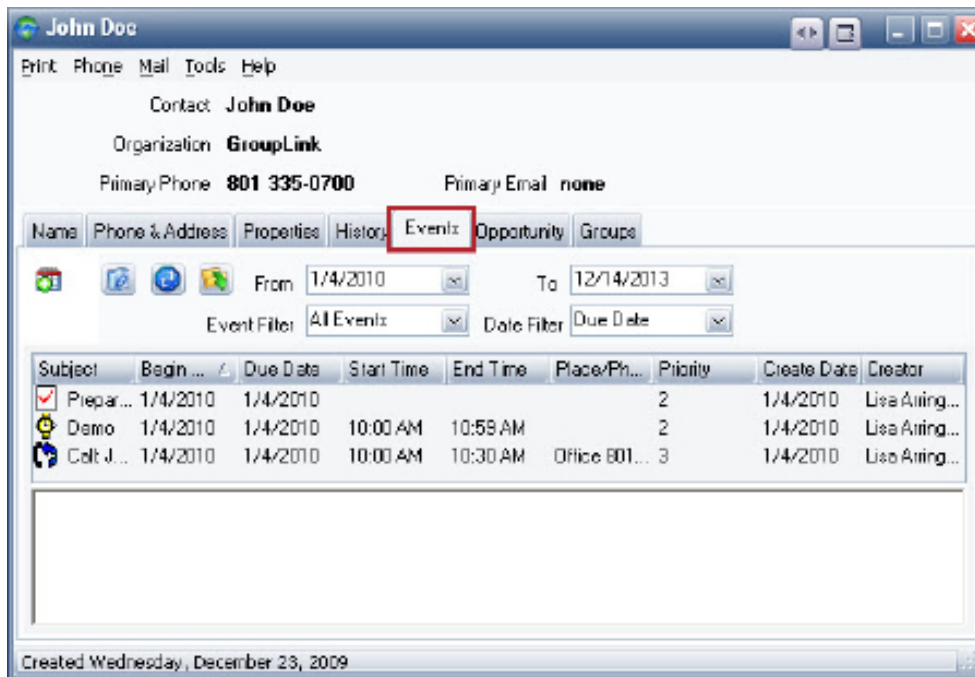 John Doe
Print Phone Mail Tools Help
Contact John Doe
Organization GroupLink
Primary Phone 801 335-0700 Primary Email none
Name Phone & Address Properties History Events Opportunity Groups
From 1/4/2010 To 12/14/2013
Event Filter All Events Date Filter Due Date
Subject Begin ... Due Date Start Time End Time Place/Ph... Priority Create Date Creator
Prepar... 1/4/2010 1/4/2010 2 1/4/2010 Lisa Arring...
Demo 1/4/2010 1/4/2010 10:00 AM 10:59 AM 2 1/4/2010 Lisa Arring...
Call: J... 1/4/2010 1/4/2010 10:00 AM 10:30 AM Office 801... 3 1/4/2010 Lisa Arring...
Created Wednesday, December 23, 2009